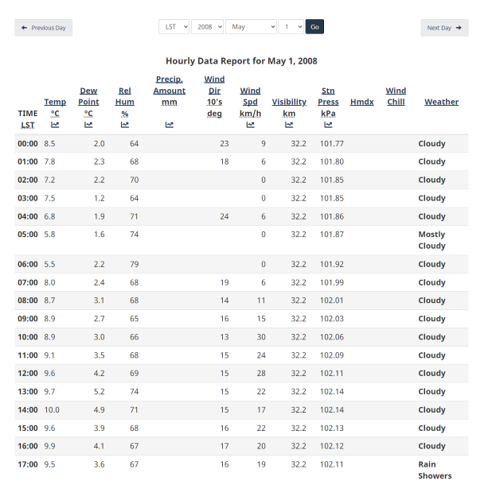 Previous Day LST 2008 May 1 Go Next Day
Hourly Data Report for May 1, 2008
TIME LST Temp °C Dew Point °C Rel Hum % Precip. Amount mm Wind Dir 10's deg Wind Spd km/h Visibility km Stn Press kPa Hmdx Wind Chill Weather
00:00 8.5 2.0 64 23 9 32.2 101.77 Cloudy
01:00 7.8 2.3 68 18 6 32.2 101.80 Cloudy
02:00 7.2 2.2 70 0 32.2 101.85 Cloudy
03:00 7.5 1.2 64 0 32.2 101.85 Cloudy
04:00 6.8 1.9 71 24 6 32.2 101.86 Cloudy
05:00 5.8 1.6 74 0 32.2 101.87 Mostly Cloudy
06:00 5.5 2.2 79 0 32.2 101.92 Cloudy
07:00 8.0 2.4 68 19 6 32.2 101.99 Cloudy
08:00 8.7 3.1 68 14 11 32.2 102.01 Cloudy
09:00 8.9 2.7 65 16 15 32.2 102.03 Cloudy
10:00 8.9 3.0 66 13 30 32.2 102.06 Cloudy
11:00 9.1 3.5 68 15 24 32.2 102.09 Cloudy
12:00 9.6 4.2 69 15 28 32.2 102.11 Cloudy
13:00 9.7 5.2 74 15 22 32.2 102.14 Cloudy
14:00 10.0 4.9 71 15 17 32.2 102.14 Cloudy
15:00 9.6 3.9 68 16 22 32.2 102.13 Cloudy
16:00 9.9 4.1 67 17 20 32.2 102.12 Cloudy
17:00 9.5 3.6 67 16 19 32.2 102.11 Rain Showers